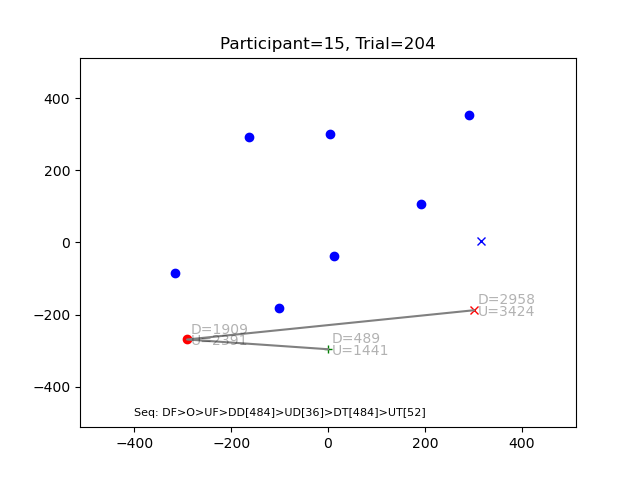 Participant=15, Trial=204
400
200
0
−200
−400
D=2958
U=3424
D=1909
U=2391
D=489
U=1441
Seq: DF>O>UF>DD[484]>UD[36]>DT[484]>UT[52]
−400
−200
0
200
400